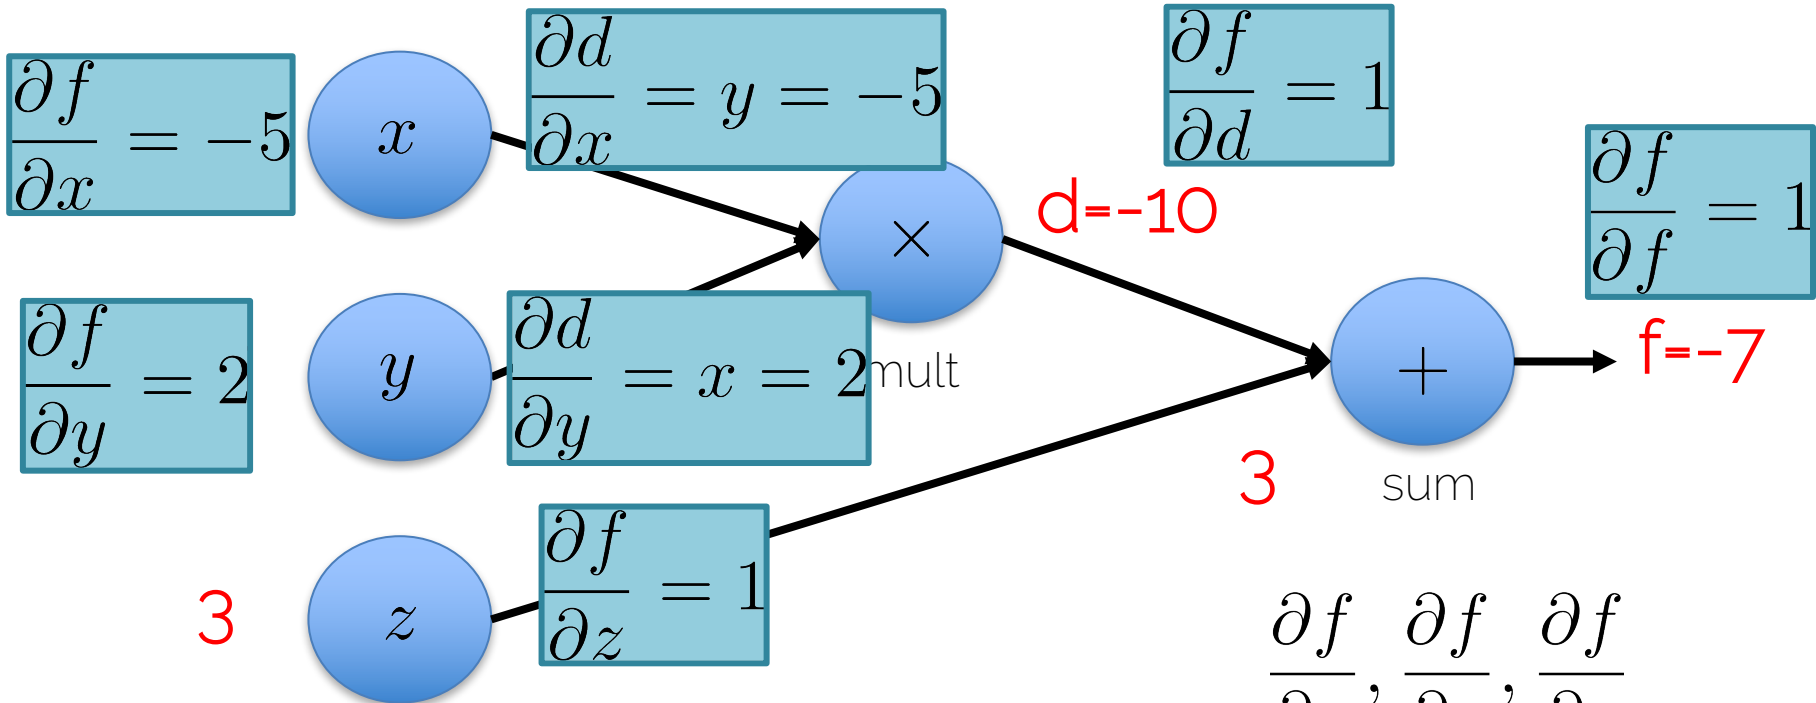 ∂f/∂x = −5
x
∂d/∂x = y = −5
∂f/∂d = 1
∂f/∂f = 1
d=-10
×
f=-7
∂f/∂y = 2
y
∂d/∂y = x = 2
mult
+
3
sum
3
z
∂f/∂z = 1
∂f , ∂f , ∂f